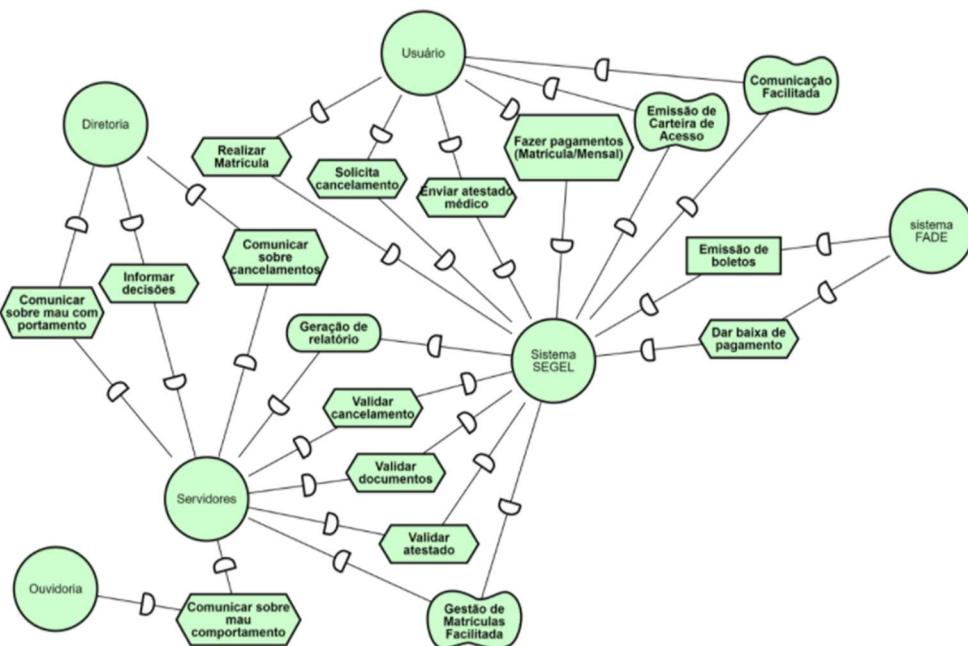 Usuário
Comunicação
Facilitada
Emissão de
Carteira de
Acesso
Diretoria
Fazer pagamentos
(Matrícula/Mensal)
Realizar
Matrícula
Solicita
cancelamento
Enviar atestado
médico
sistema
FADE
Emissão de
boletos
Comunicar
sobre
cancelamentos
Informar
decisões
Comunicar
sobre mau com
portamento
Geração de
relatório
Dar baixa de
pagamento
Sistema
SEGEL
Validar
cancelamento
Validar
documentos
Servidores
Validar
atestado
Ouvidoria
Comunicar sobre
mau
comportamento
Gestão de
Matrículas
Facilitada